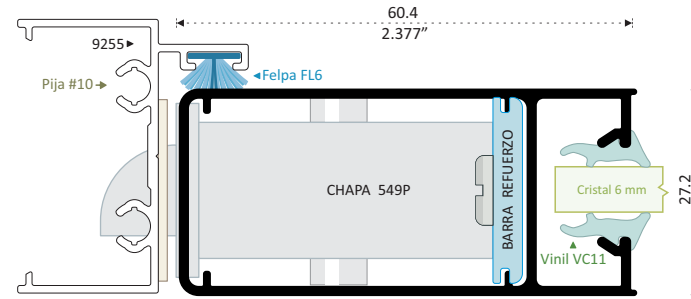 60.4
2.377”
9255
Felpa FL6
Pija #10
CHAPA 549P
BARRA REFUERZO
Cristal 6 mm
27.2
Vinil VC11